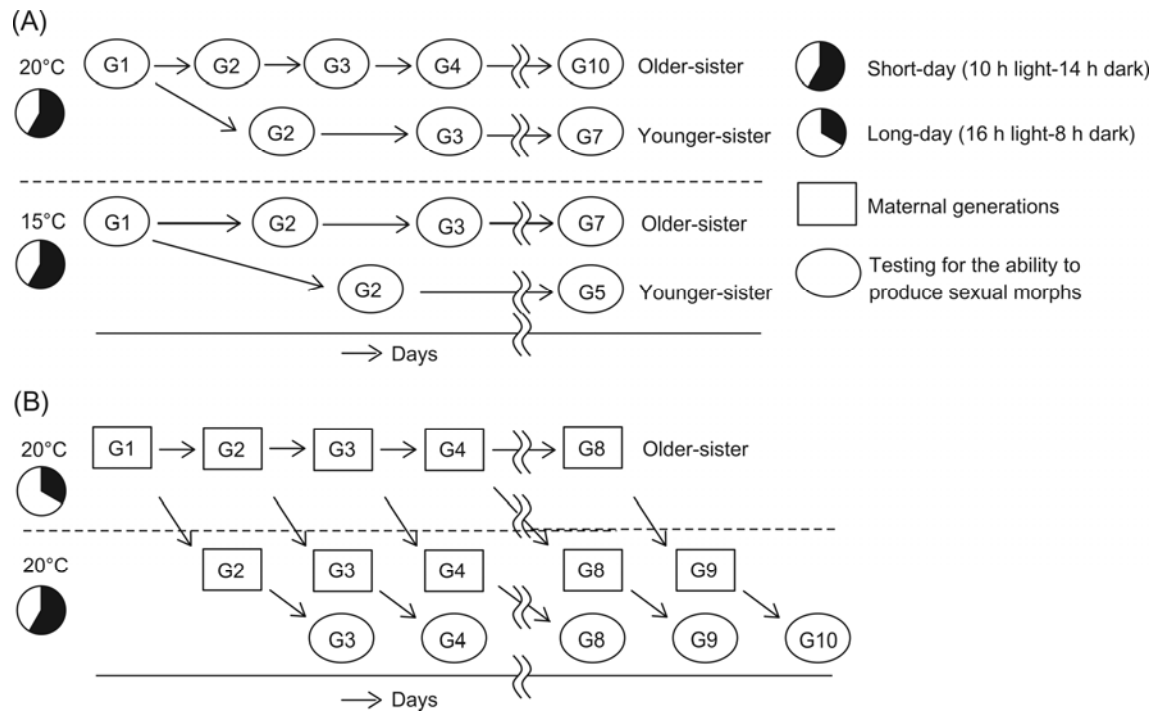 (A)
20°C
G1 G2 G3 G4 G10 Older-sister
G2 G3 G7 Younger-sister
15°C
G1 G2 G3 G7 Older-sister
G2 G5 Younger-sister
Days
Short-day (10 h light-14 h dark)
Long-day (16 h light-8 h dark)
Maternal generations
Testing for the ability to
produce sexual morphs
(B)
20°C
G1 G2 G3 G4 G8 Older-sister
20°C
G2 G3 G4 G8 G9
G3 G4 G8 G9 G10
Days